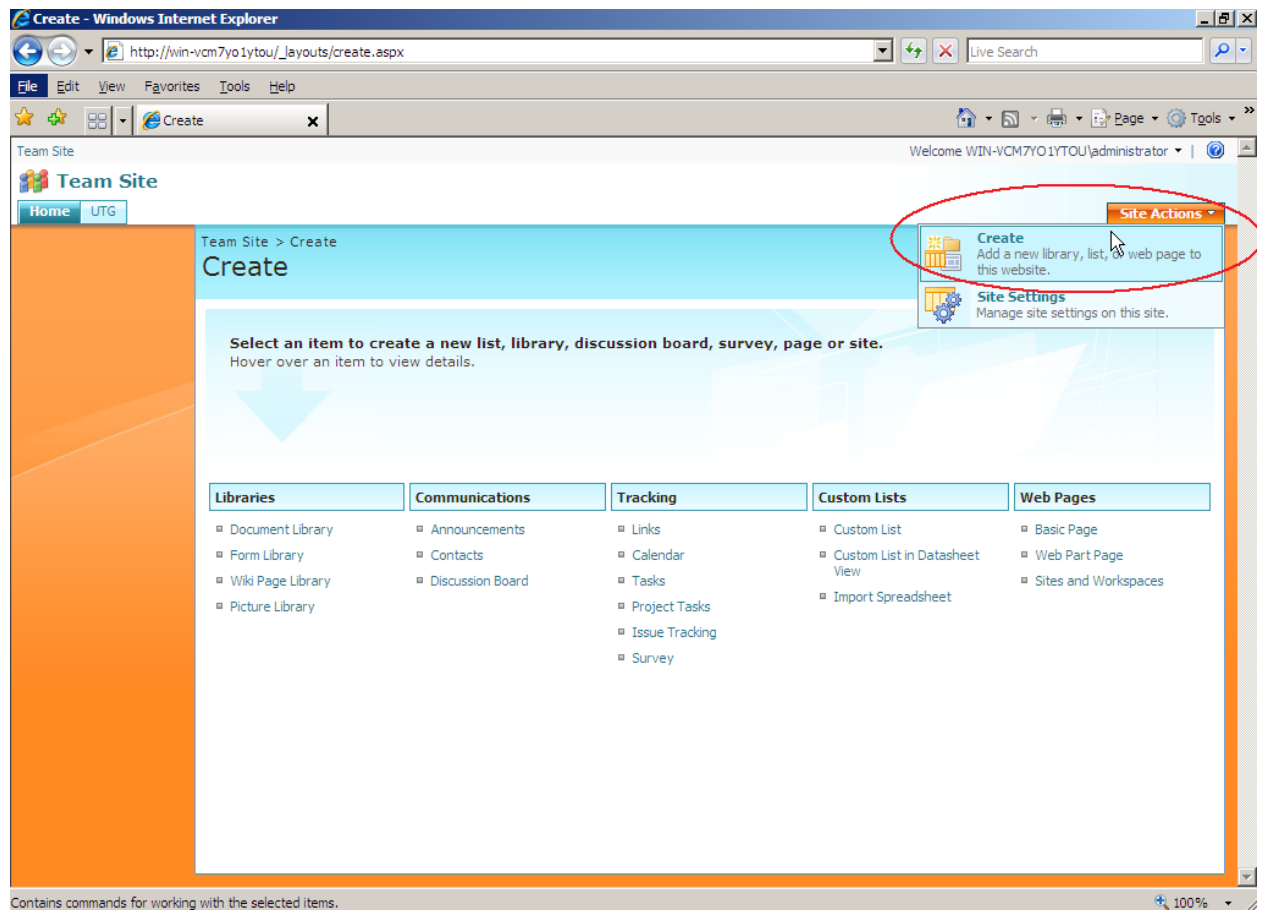 Create - Windows Internet Explorer
http://win-vcm7yo1ytou/_layouts/create.aspx
Live Search
File Edit View Favorites Tools Help
Create
Page Tools »
Team Site
Welcome WIN-VCM7YO1YTOU\administrator |
Team Site
Home UTG
Site Actions
Team Site > Create
Create
Create
Add a new library, list, or web page to
this website.
Site Settings
Manage site settings on this site.
Select an item to create a new list, library, discussion board, survey, page or site.
Hover over an item to view details.
Libraries
Document Library
Form Library
Wiki Page Library
Picture Library
Communications
Announcements
Contacts
Discussion Board
Tracking
Links
Calendar
Tasks
Project Tasks
Issue Tracking
Survey
Custom Lists
Custom List
Custom List in Datasheet
View
Import Spreadsheet
Web Pages
Basic Page
Web Part Page
Sites and Workspaces
Contains commands for working with the selected items.
100%